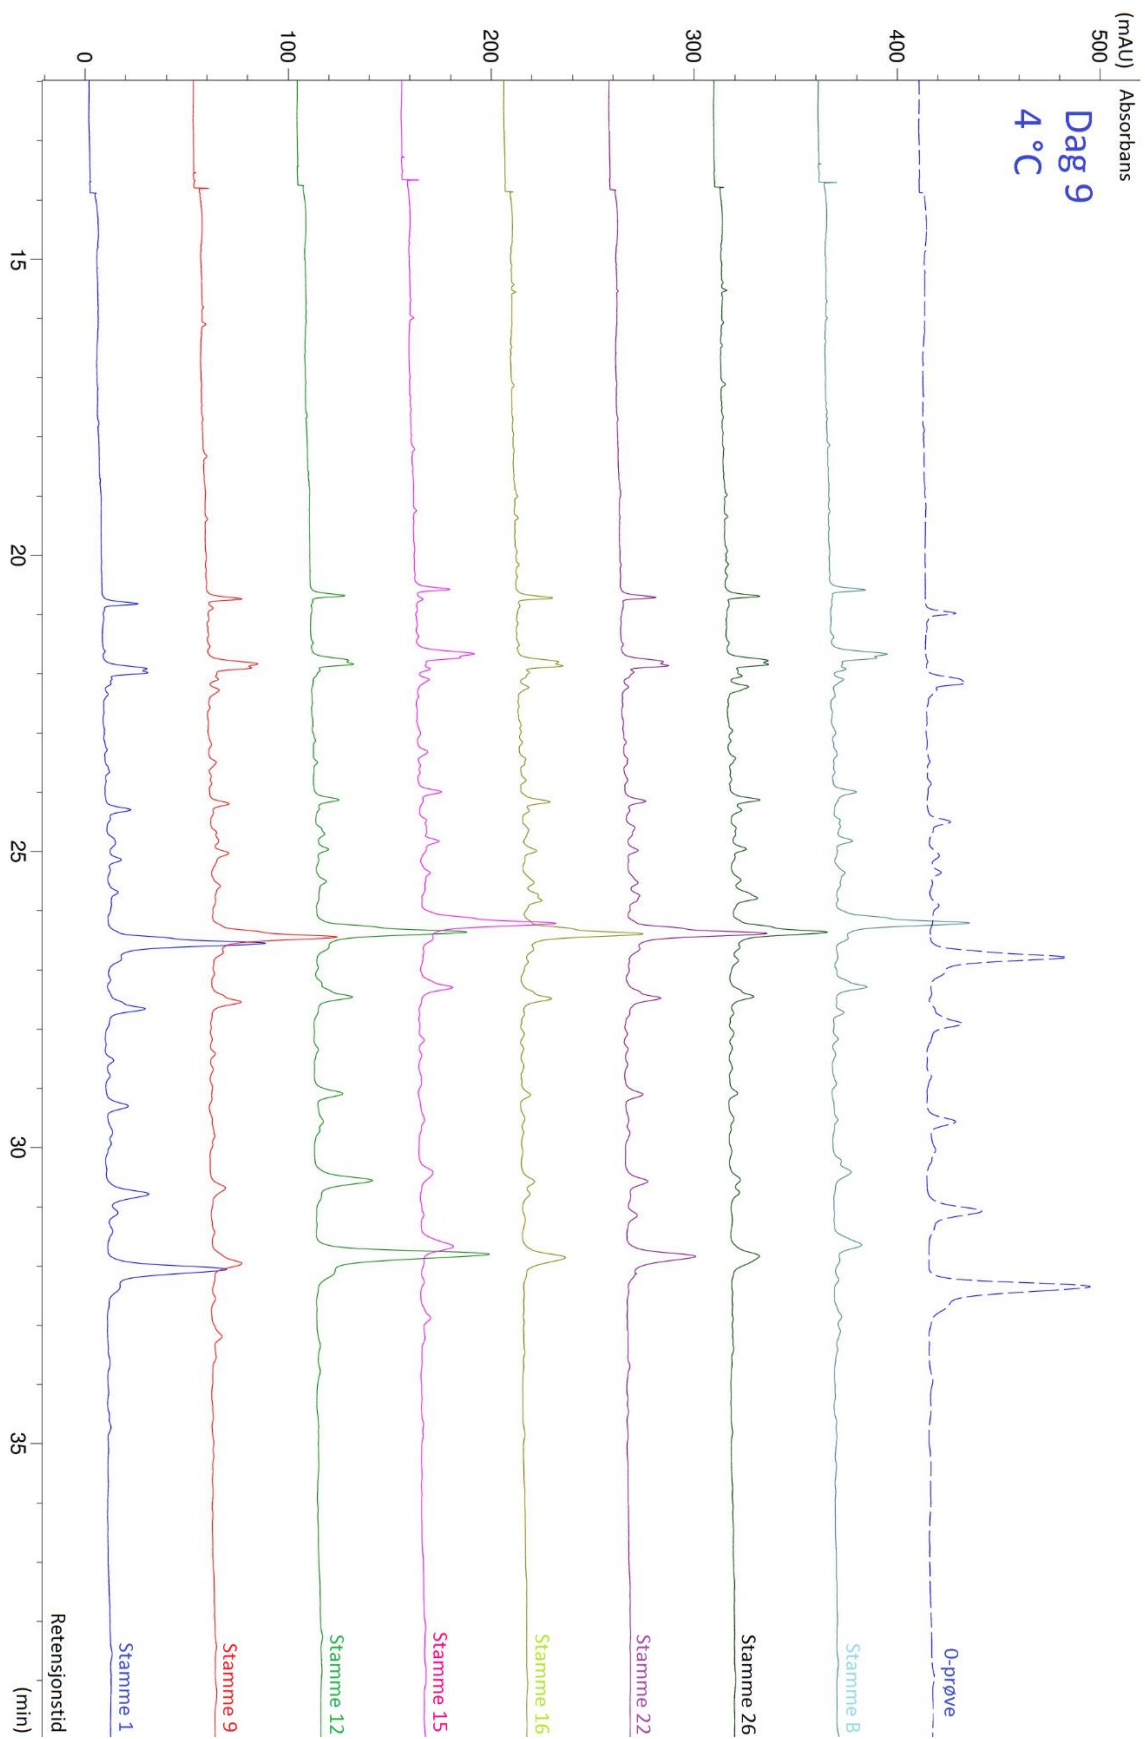 Absorbans
(mAU)
500
400
300
200
100
0
Dag 9
4 °C
0-prøve
Stamme B
Stamme 26
Stamme 22
Stamme 16
Stamme 15
Stamme 12
Stamme 9
Stamme 1
15
20
25
30
35
Retensjonstid
(min)